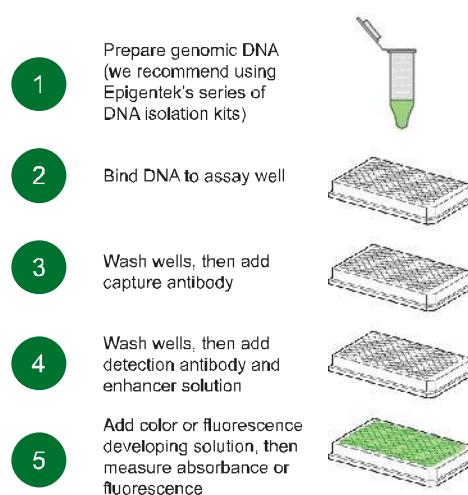 1
Prepare genomic DNA
(we recommend using
Epigentek's series of
DNA isolation kits)
2
Bind DNA to assay well
3
Wash wells, then add
capture antibody
4
Wash wells, then add
detection antibody and
enhancer solution
5
Add color or fluorescence
developing solution, then
measure absorbance or
fluorescence